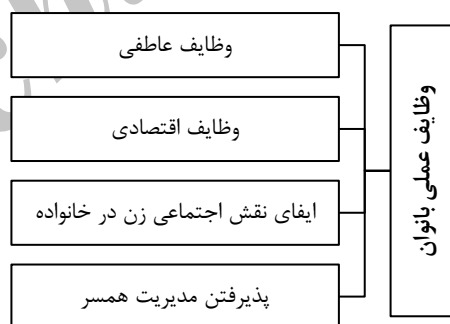 وظایف عملی بانوان
وظایف عاطفی
وظایف اقتصادی
ایفای نقش اجتماعی زن در خانواده
پذیرفتن مدیریت همسر